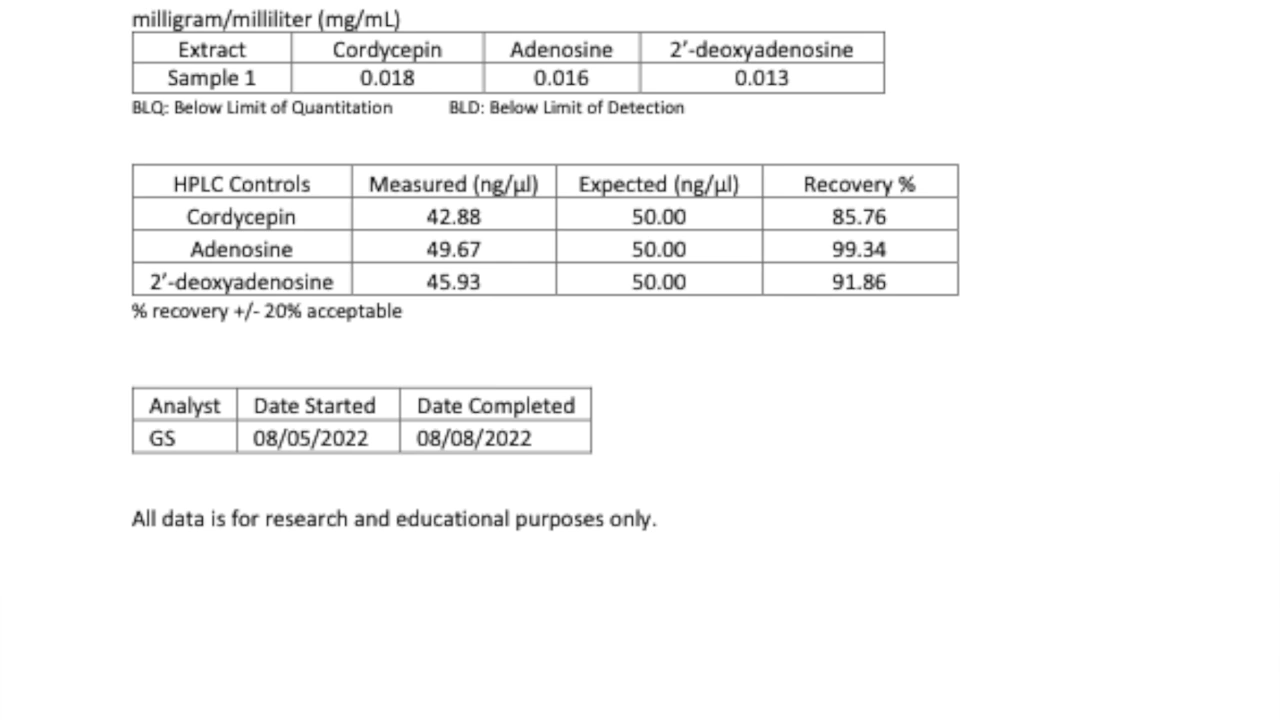 milligram/milliliter (mg/mL)
Extract Cordycepin Adenosine 2’-deoxyadenosine
Sample 1 0.018 0.016 0.013
BLQ: Below Limit of Quantitation BLD: Below Limit of Detection
HPLC Controls Measured (ng/µl) Expected (ng/µl) Recovery %
Cordycepin 42.88 50.00 85.76
Adenosine 49.67 50.00 99.34
2’-deoxyadenosine 45.93 50.00 91.86
% recovery +/- 20% acceptable
Analyst Date Started Date Completed
GS 08/05/2022 08/08/2022
All data is for research and educational purposes only.